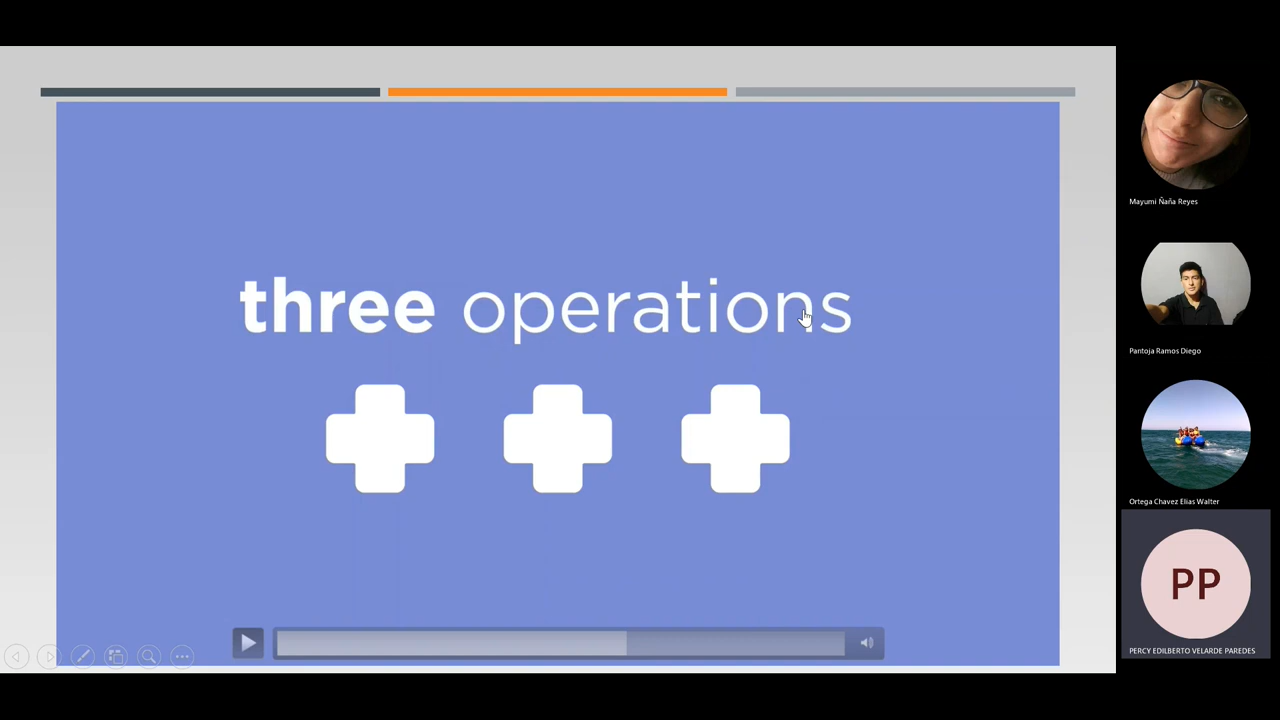 three operations
Mayumi Ñaña Reyes
Pantoja Ramos Diego
Ortega Chavez Elias Walter
PP
PERCY EDILBERTO VELARDE PAREDES